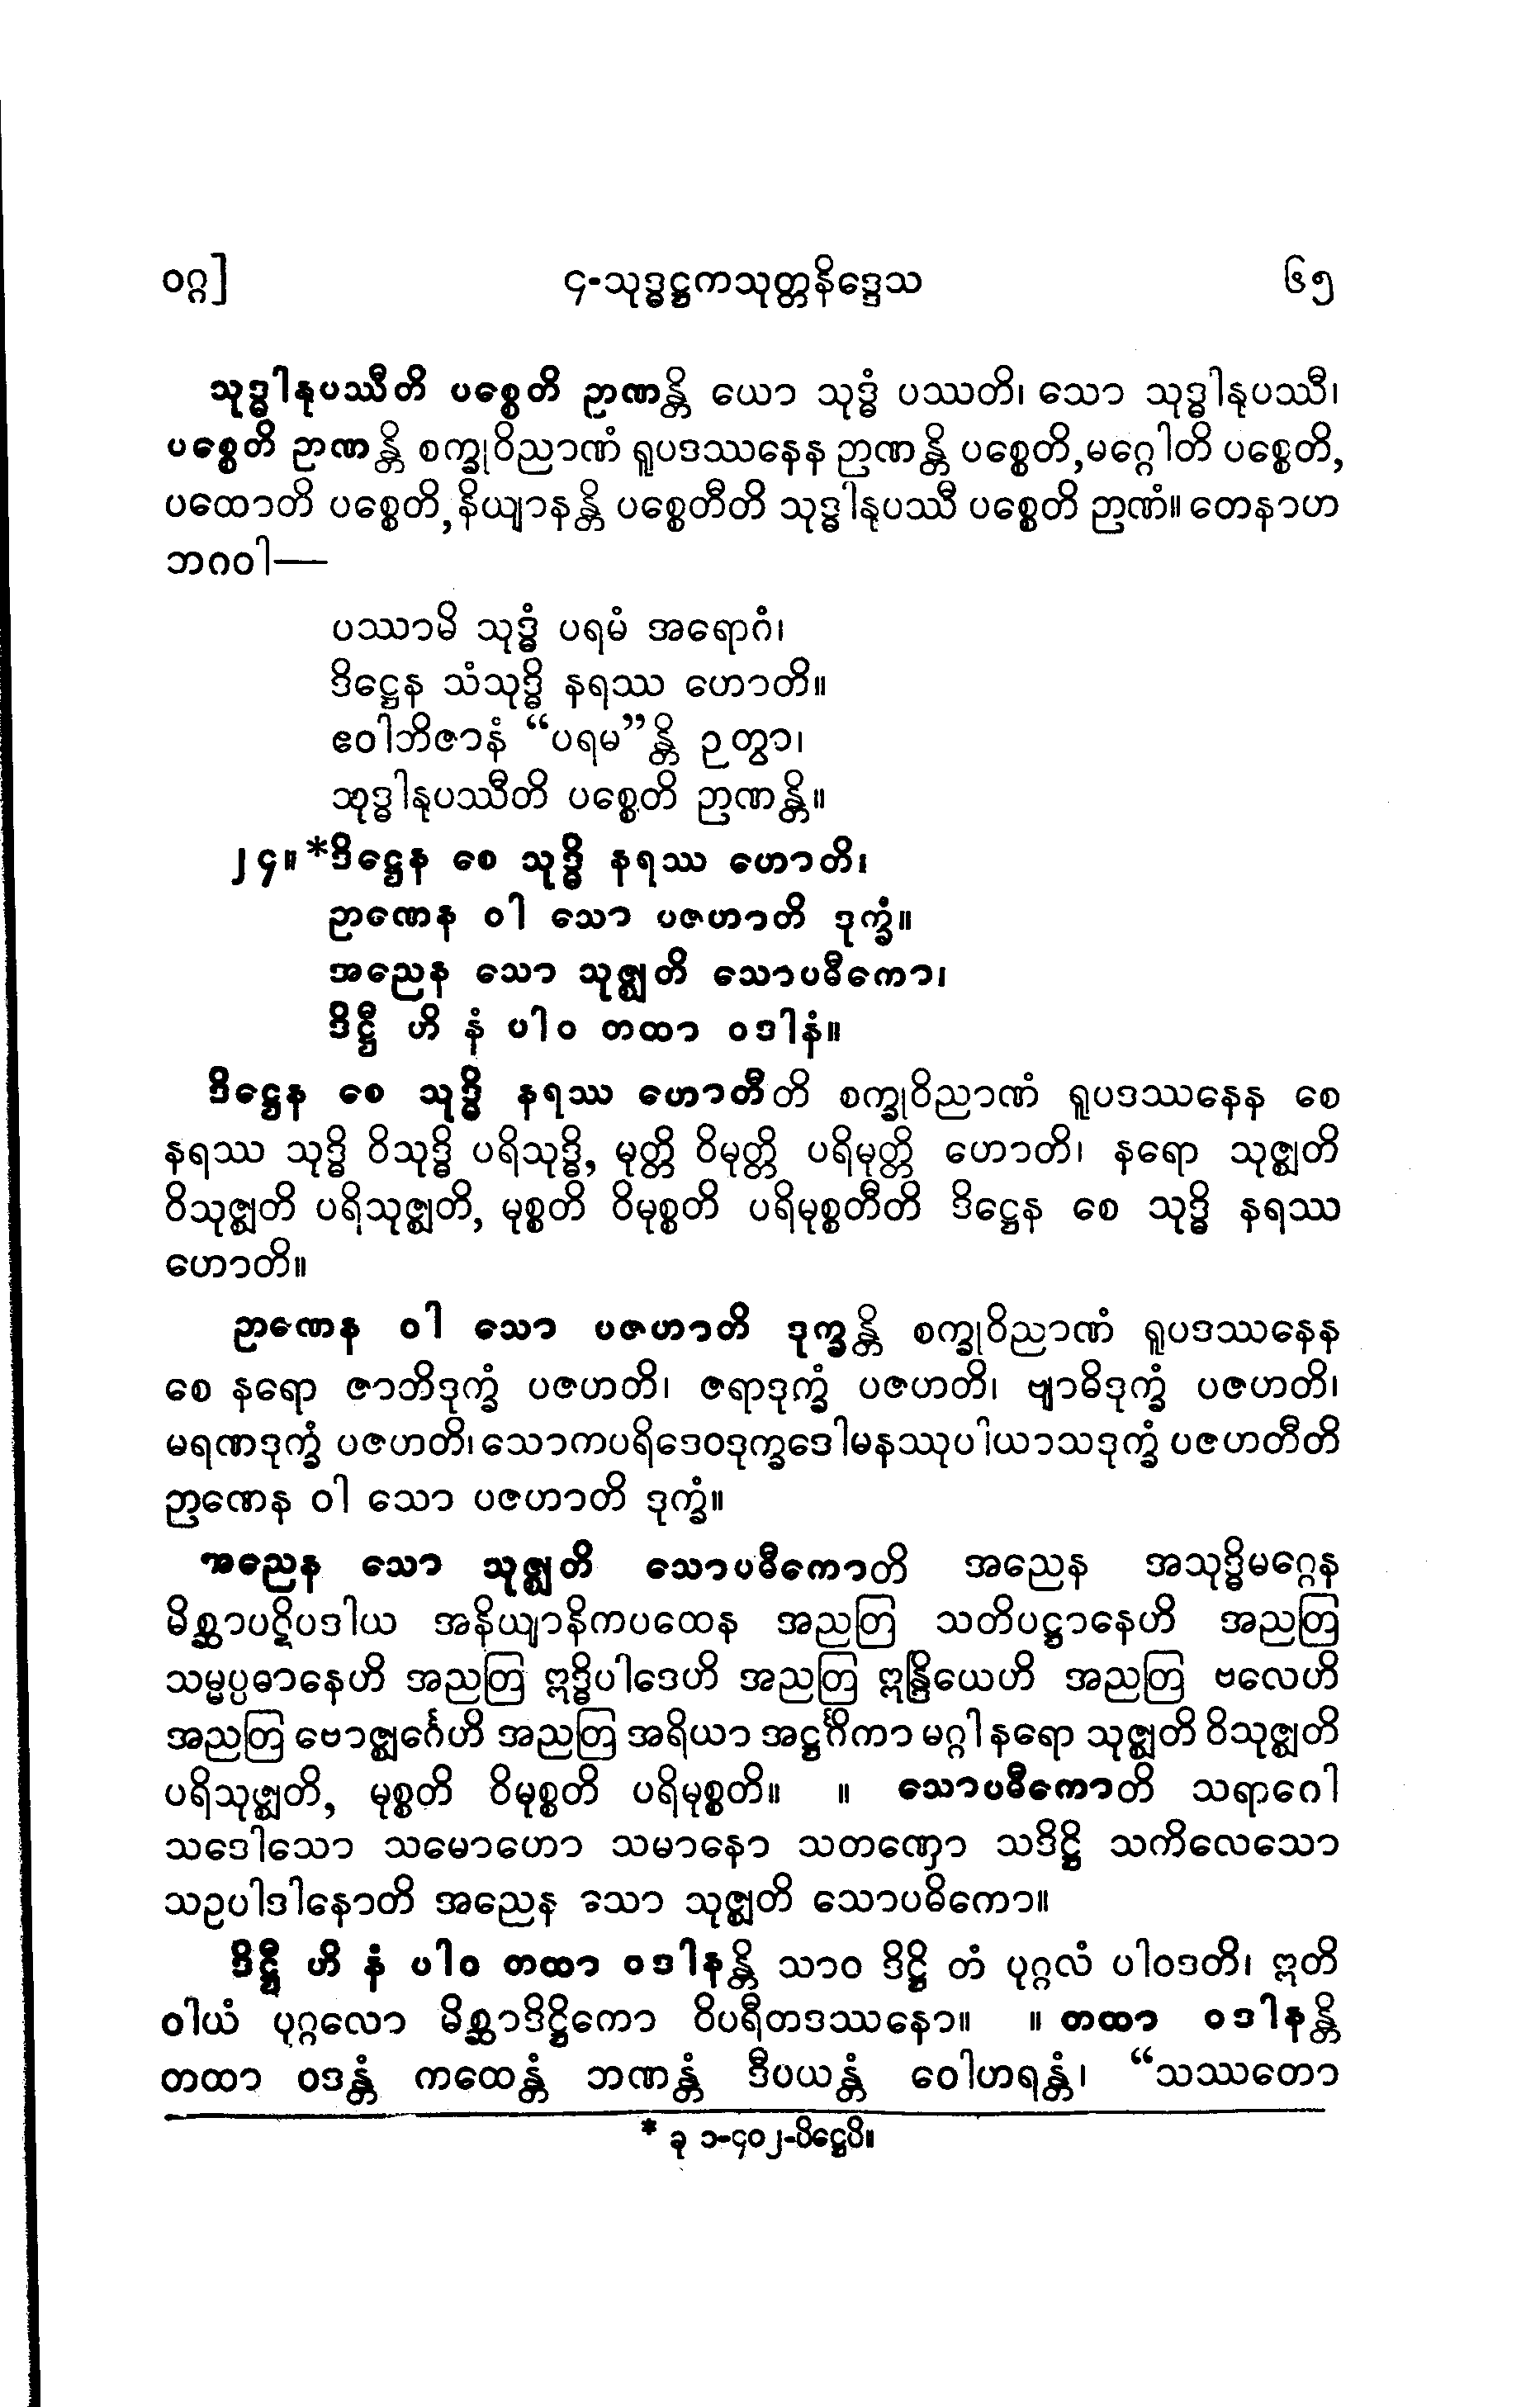 ဝဂ္ဂ]
၄-သုဒ္ဓဋ္ဌကသုတ္တနိဒ္ဒေသ
၆၅
သုဒ္ဓါနုပဿီတိ ပစ္စေတိ ဉာဏန္တိ ယော သုဒ္ဓံ ပဿတိ၊ သော သုဒ္ဓါနုပဿီ၊
ပစ္စေတိ ဉာဏန္တိ စက္ခုဝိညာဏံ ရူပဒဿနေန ဉာဏန္တိ ပစ္စေတိ, မဂ္ဂေါတိ ပစ္စေတိ,
ပထောတိ ပစ္စေတိ, နိယျာနန္တိ ပစ္စေတီတိ သုဒ္ဓါနုပဿီ ပစ္စေတိ ဉာဏံ။ တေနာဟ
ဘဂဝါ—
ပဿာမိ သုဒ္ဓံ ပရမံ အရောဂံ၊
ဒိဋ္ဌေန သံသုဒ္ဓိ နရဿ ဟောတိ။
ဧဝါဘိဇာနံ “ပရမ”န္တိ ဉတွာ၊
သုဒ္ဓါနုပဿီတိ ပစ္စေတိ ဉာဏန္တိ။
၂၄။ *ဒိဋ္ဌေန စေ သုဒ္ဓိ နရဿ ဟောတိ၊
ဉာဏေန ဝါ သော ပဇဟာတိ ဒုက္ခံ။
အညေန သော သုဇ္ဈတိ သောပဓီကော၊
ဒိဋ္ဌီ ဟိ နံ ပါဝ တထာ ဝဒါနံ။
ဒိဋ္ဌေန စေ သုဒ္ဓိ နရဿ ဟောတီတိ စက္ခုဝိညာဏံ ရူပဒဿနေန စေ
နရဿ သုဒ္ဓိ ဝိသုဒ္ဓိ ပရိသုဒ္ဓိ, မုတ္တိ ဝိမုတ္တိ ပရိမုတ္တိ ဟောတိ၊ နရော သုဇ္ဈတိ
ဝိသုဇ္ဈတိ ပရိသုဇ္ဈတိ, မုစ္စတိ ဝိမုစ္စတိ ပရိမုစ္စတီတိ ဒိဋ္ဌေန စေ သုဒ္ဓိ နရဿ
ဟောတိ။
ဉာဏေန ဝါ သော ပဇဟာတိ ဒုက္ခန္တိ စက္ခုဝိညာဏံ ရူပဒဿနေန
စေ နရော ဇာတိဒုက္ခံ ပဇဟတိ၊ ဇရာဒုက္ခံ ပဇဟတိ၊ ဗျာဓိဒုက္ခံ ပဇဟတိ၊
မရဏဒုက္ခံ ပဇဟတိ၊ သောကပရိဒေဝဒုက္ခဒေါမနဿုပါယာသဒုက္ခံ ပဇဟတီတိ
ဉာဏေန ဝါ သော ပဇဟာတိ ဒုက္ခံ။
အညေန သော သုဇ္ဈတိ သောပဓီကောတိ အညေန အသုဒ္ဓိမဂ္ဂေန
မိစ္ဆာပဋိပဒါယ အနိယျာနိကပထေန အညတြ သတိပဋ္ဌာနေဟိ အညတြ
သမ္မပ္ပဓာနေဟိ အညတြ ဣဒ္ဓိပါဒေဟိ အညတြ ဣန္ဒြိယေဟိ အညတြ ဗလေဟိ
အညတြ ဗောဇ္ဈင်္ဂေဟိ အညတြ အရိယာ အဋ္ဌင်္ဂိကာ မဂ္ဂါ နရော သုဇ္ဈတိ ဝိသုဇ္ဈတိ
ပရိသုဇ္ဈတိ, မုစ္စတိ ဝိမုစ္စတိ ပရိမုစ္စတိ။ ။ သောပဓီကောတိ သရာဂေါ
သဒေါသော သမောဟော သမာနော သတဏှော သဒိဋ္ဌိ သကိလေသော
သဥပါဒါနောတိ အညေန သော သုဇ္ဈတိ သောပဓိကော။
ဒိဋ္ဌီ ဟိ နံ ပါဝ တထာ ဝဒါနန္တိ သာဝ ဒိဋ္ဌိ တံ ပုဂ္ဂလံ ပါဝဒတိ၊ ဣတိ
ဝါယံ ပုဂ္ဂလော မိစ္ဆာဒိဋ္ဌိကော ဝိပရီတဒဿနော။ ။ တထာ ဝဒါနန္တိ
တထာ ဝဒန္တံ ကထေန္တံ ဘဏန္တံ ဒီပယန္တံ ဝေါဟရန္တံ၊ “သဿတော
* ခု ၁-၄၀၂-ပိဋ္ဌေပိ။